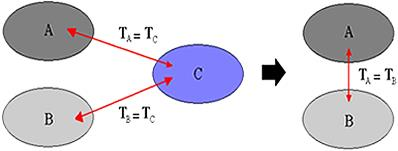 A
T_A = T_C
C
B
T_B = T_C
A
T_A = T_B
B